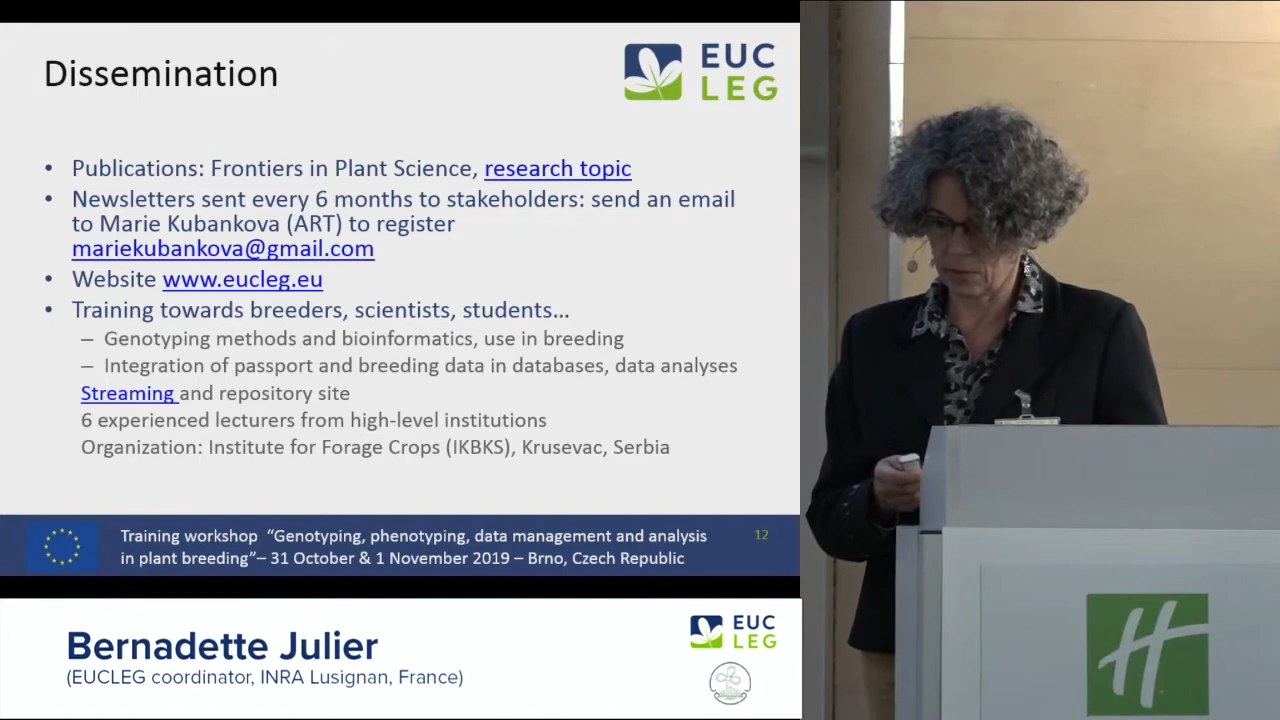 Dissemination
EUC
LEG
• Publications: Frontiers in Plant Science, research topic
• Newsletters sent every 6 months to stakeholders: send an email
to Marie Kubankova (ART) to register
mariekubankova@gmail.com
• Website www.eucleg.eu
• Training towards breeders, scientists, students…
– Genotyping methods and bioinformatics, use in breeding
– Integration of passport and breeding data in databases, data analyses
Streaming and repository site
6 experienced lecturers from high-level institutions
Organization: Institute for Forage Crops (IKBKS), Krusevac, Serbia
Training workshop “Genotyping, phenotyping, data management and analysis
in plant breeding”– 31 October & 1 November 2019 – Brno, Czech Republic
12
Bernadette Julier
(EUCLEG coordinator, INRA Lusignan, France)
EUC
LEG
H